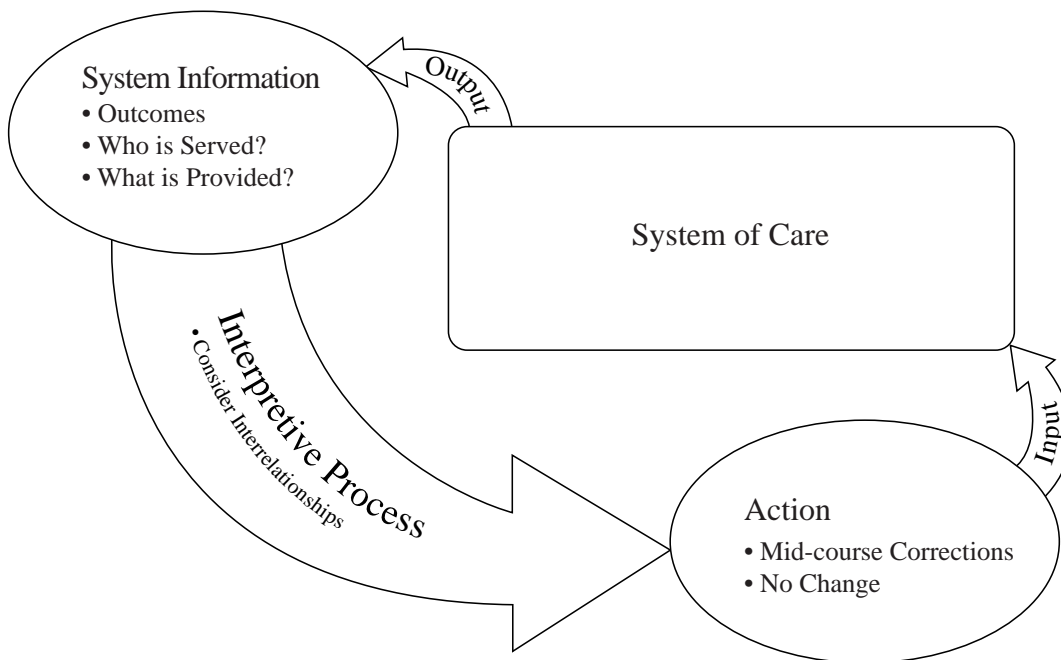 System Information
• Outcomes
• Who is Served?
• What is Provided?
Output
System of Care
Interpretive Process
• Consider Interrelationships
Input
Action
• Mid-course Corrections
• No Change